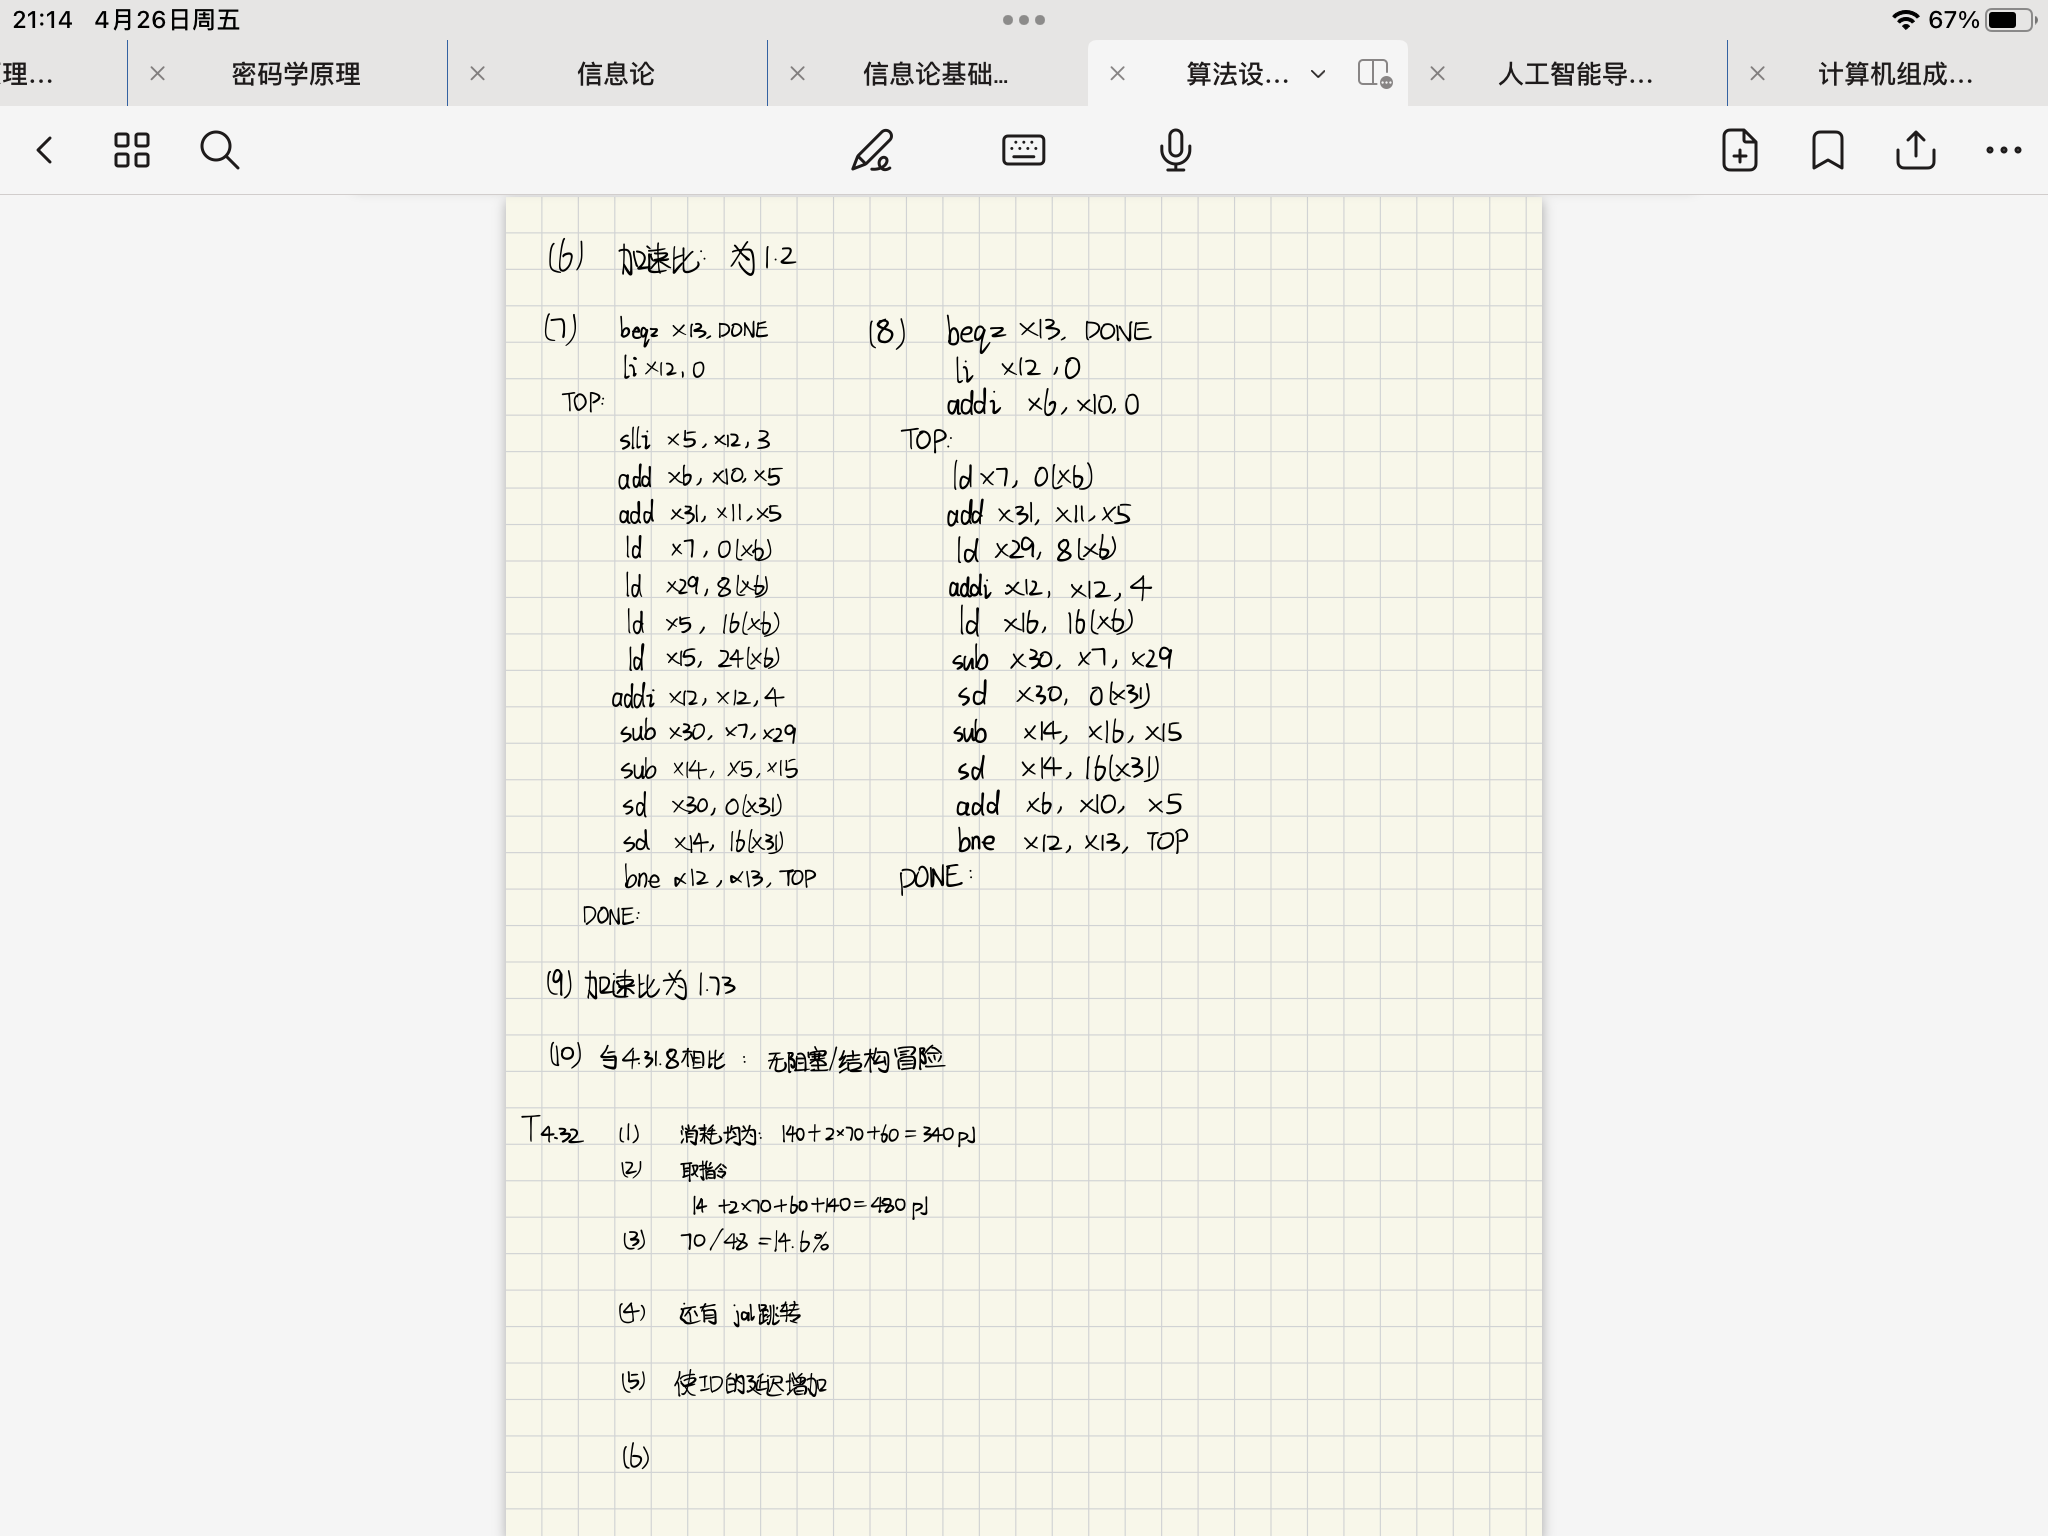 21:14 4月26日周五 67%
理... 密码学原理 信息论 信息论基础... 算法设... 人工智能导... 计算机组成...
(6) 加速比: 为1.2
(7) beqz x13, DONE
li x12, 0
TOP:
slli x5, x12, 3
add x6, x10, x5
add x31, x11, x5
ld x7, 0(x6)
ld x29, 8(x6)
ld x5, 16(x6)
ld x15, 24(x6)
addi x12, x12, 4
sub x30, x7, x29
sub x14, x5, x15
sd x30, 0(x31)
sd x14, 16(x31)
bne x12, x13, TOP
DONE:
(8) beqz x13, DONE
li x12, 0
addi x6, x10, 0
TOP:
ld x7, 0(x6)
add x31, x11, x5
ld x29, 8(x6)
addi x12, x12, 4
ld x16, 16(x6)
sub x30, x7, x29
sd x30, 0(x31)
sub x14, x16, x15
sd x14, 16(x31)
add x6, x10, x5
bne x12, x13, TOP
DONE:
(9) 加速比为1.73
(10) 与4.31.8相比: 无阻塞/结构冒险
T4.32 (1) 消耗均为: 140+2×70+60=340pJ
(2) 取指令
14 +2×70+60+140=480pJ
(3) 70/48=14.6%
(4) 还有 jal跳转
(5) 使ID的延迟增加
(6)